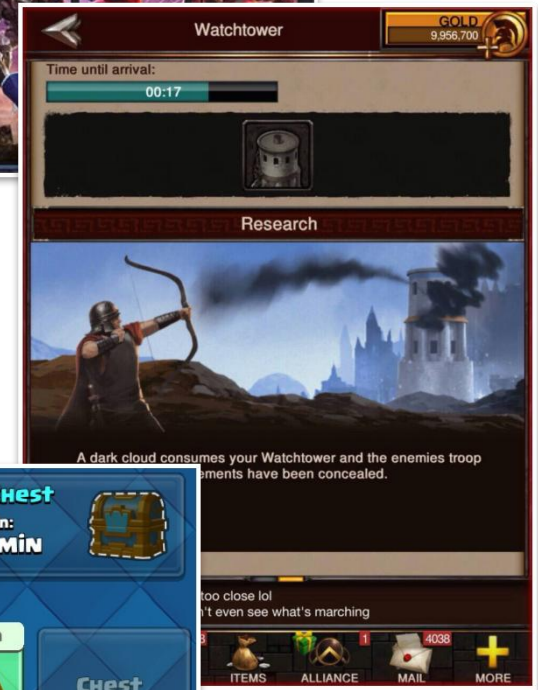 Watchtower
GOLD
9,956,700
Time until arrival:
00:17
Research
A dark cloud consumes your Watchtower and the enemies troop
have been concealed.
too close lol
even see what's marching
1
4038
ITEMS
ALLIANCE
MAIL
MORE
CHEST
MIN
CHEST